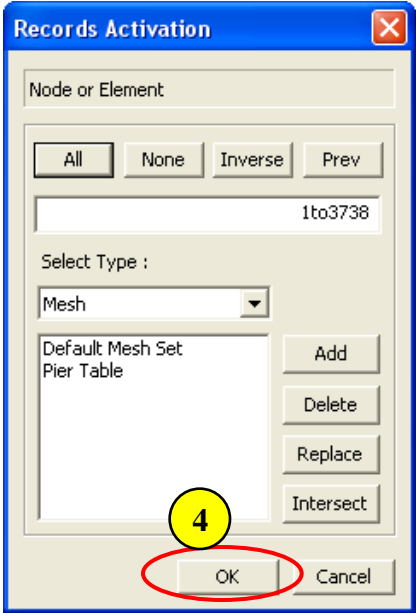 Records Activation
Node or Element
All None Inverse Prev
1to3738
Select Type :
Mesh
Default Mesh Set
Pier Table
Add
Delete
Replace
Intersect
4
OK Cancel